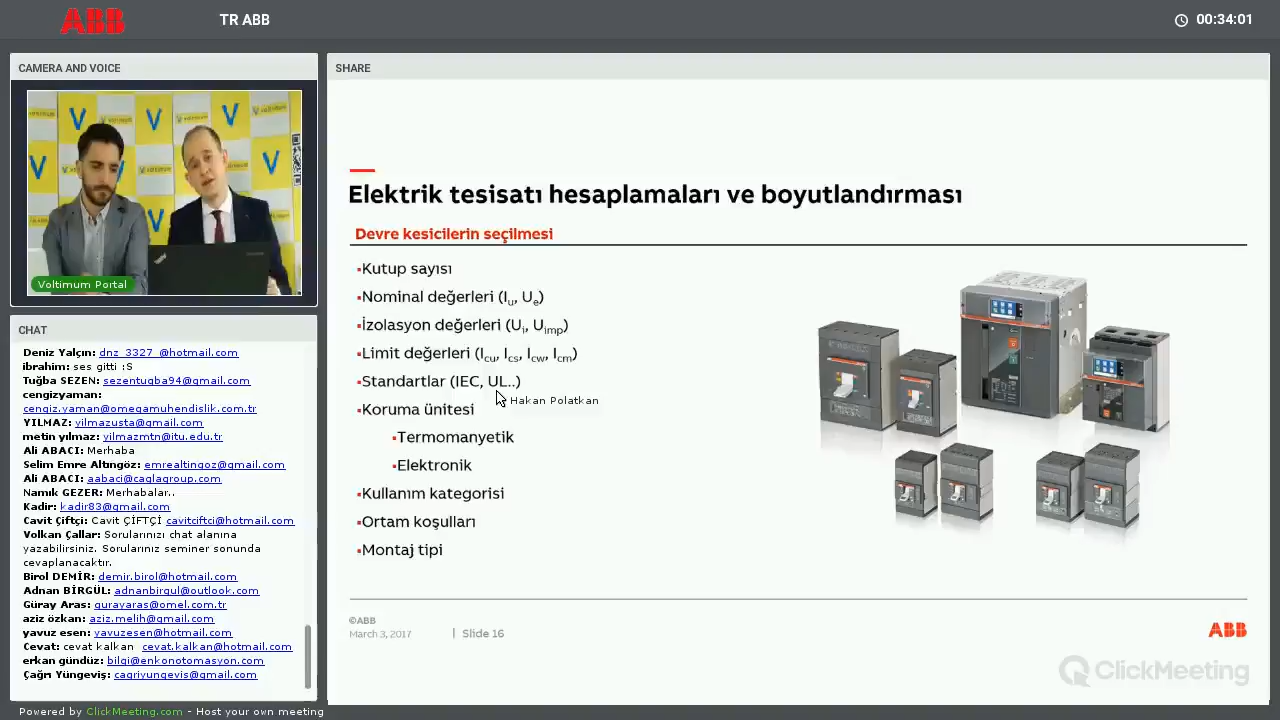 ABB
TR ABB
00:34:01
CAMERA AND VOICE
Voltimum Portal
CHAT
Deniz Yalçın: dnz_3327_@hotmail.com
ibrahim: ses gitti :S
Tuğba SEZEN: sezentugba94@gmail.com
cengizyaman:
cengiz.yaman@omegamuhendislik.com.tr
YILMAZ: yilmazusta@gmail.com
metin yılmaz: yilmazmtn@itu.edu.tr
Ali ABACI: Merhaba
Selim Emre Altıngöz: emrealtingoz@gmail.com
Ali ABACI: aabaci@caglagroup.com
Namık GEZER: Merhabalar..
Kadir: kadir83@gmail.com
Cavit Çiftçi: Cavit ÇİFTÇİ cavitciftci@hotmail.com
Volkan Çallar: Sorularınızı chat alanına
yazabilirsiniz. Sorularınız seminer sonunda
cevaplanacaktır.
Birol DEMİR: demir.birol@hotmail.com
Adnan BİRGÜL: adnanbirgul@outlook.com
Güray Aras: gurayaras@omel.com.tr
aziz özkan: aziz.melih@gmail.com
yavuz esen: yavuzesen@hotmail.com
Cevat: cevat kalkan cevat.kalkan@hotmail.com
erkan gündüz: bilgi@enkonotomasyon.com
Çağrı Yüngeviş: cagriyungevis@gmail.com
SHARE
Elektrik tesisatı hesaplamaları ve boyutlandırması
Devre kesicilerin seçilmesi
▪Kutup sayısı
▪Nominal değerleri (Iu, Ue)
▪İzolasyon değerleri (Ui, Uimp)
▪Limit değerleri (Icu, Ics, Icw, Icm)
▪Standartlar (IEC, UL..)
Hakan Polatkan
▪Koruma ünitesi
▪Termomanyetik
▪Elektronik
▪Kullanım kategorisi
▪Ortam koşulları
▪Montaj tipi
©ABB
March 3, 2017 | Slide 16
ABB
ClickMeeting
Powered by ClickMeeting.com - Host your own meeting